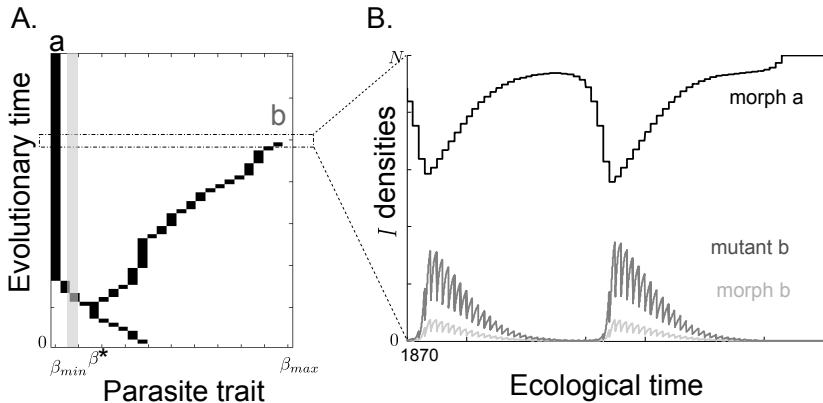 A.
a
b
Evolutionary time
0
β_min β* β_max
Parasite trait
B.
N
morph a
I densities
mutant b
morph b
0
1870
Ecological time